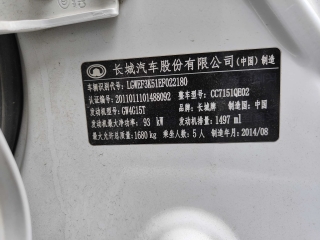 长城汽车股份有限公司(中国)制造
车辆识别代号: LGWEF3K51EF022180
认证编号: 2011011101488092 整车型号: CC7151QE02
发动机型号: GW4G15T 品牌: 长城牌 制造国: 中国
发动机最大净功率: 93 kW 发动机排量: 1497 ml
最大允许总质量: 1680 kg 乘坐人数: 5 人 制造年月: 2014/08